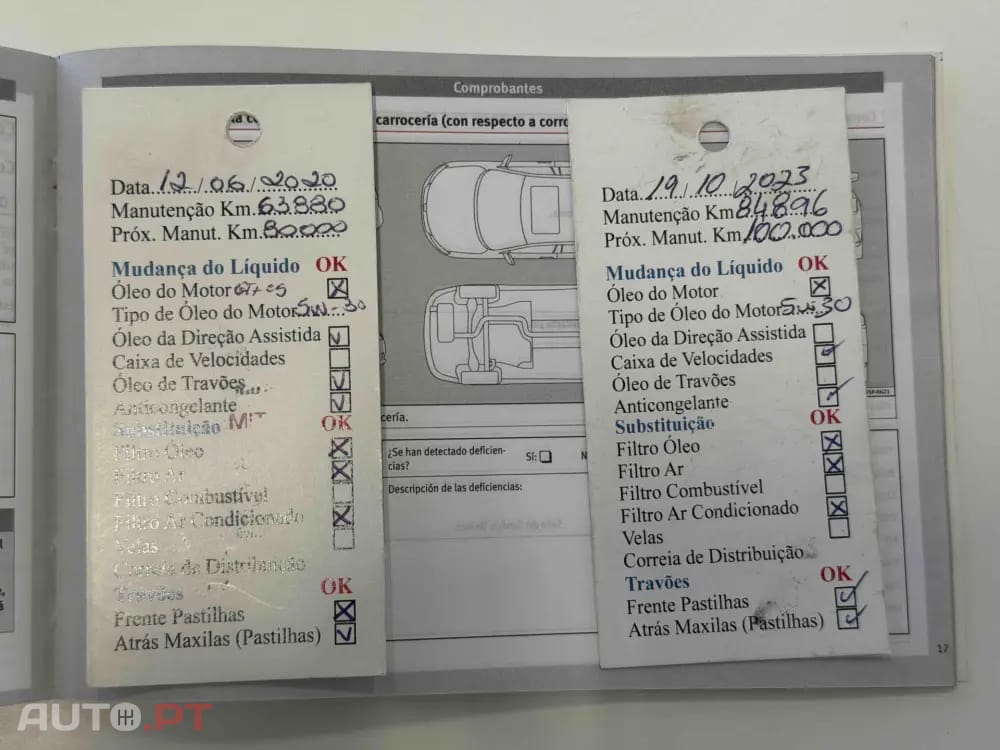 Comprobantes
carrocería (con respecto a corro
Data 12/06/2020
Manutenção Km. 63880
Próx. Manut. Km. 80000
Mudança do Líquido OK
Óleo do Motor
Tipo de Óleo do Motor 5W-30
Óleo da Direção Assistida
Caixa de Velocidades
Óleo de Travões
Anticongelante
Substituição OK
Filtro Óleo
Filtro Ar
Filtro Combustível
Filtro Ar Condicionado
Velas
Correia de Distribuição
Travões OK
Frente Pastilhas
Atrás Maxilas (Pastilhas)
cería.
¿Se han detectado deficien-
cias?
Sí:
Descripción de las deficiencias:
Data 19/10/2023
Manutenção Km 84896
Próx. Manut. Km 100.000
Mudança do Líquido OK
Óleo do Motor
Tipo de Óleo do Motor 5W30
Óleo da Direção Assistida
Caixa de Velocidades
Óleo de Travões
Anticongelante
Substituição OK
Filtro Óleo
Filtro Ar
Filtro Combustível
Filtro Ar Condicionado
Velas
Correia de Distribuição
Travões OK
Frente Pastilhas
Atrás Maxilas (Pastilhas)
17
AUTO.PT